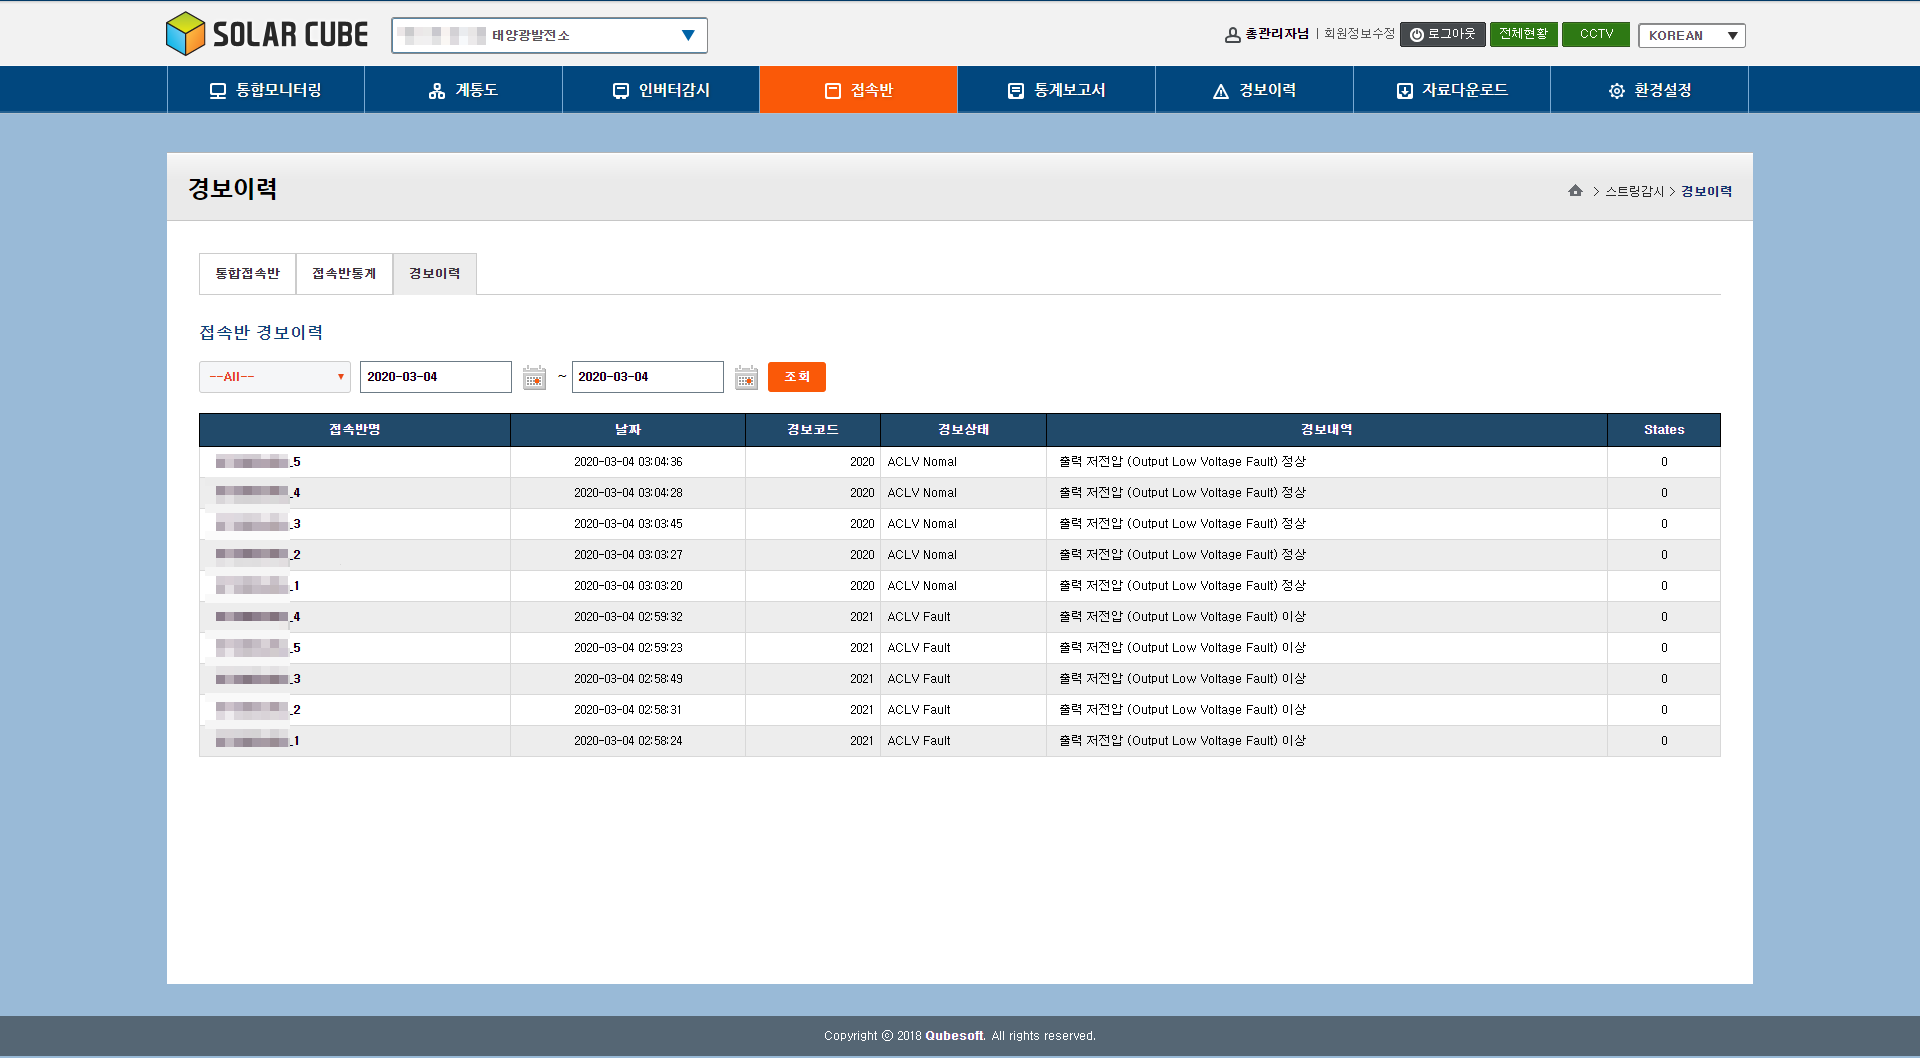 SOLAR CUBE
태양광발전소
총관리자님 | 회원정보수정 로그아웃 전체현황 CCTV KOREAN
통합모니터링 계통도 인버터감시 접속반 통계보고서 경보이력 자료다운로드 환경설정
경보이력
> 스트링감시 > 경보이력
통합접속반 접속반통계 경보이력
접속반 경보이력
--All-- 2020-03-04 ~ 2020-03-04 조회
접속반명 날짜 경보코드 경보상태 경보내역 States
_5 2020-03-04 03:04:36 2020 ACLV Nomal 출력 저전압 (Output Low Voltage Fault) 정상 0
_4 2020-03-04 03:04:28 2020 ACLV Nomal 출력 저전압 (Output Low Voltage Fault) 정상 0
_3 2020-03-04 03:03:45 2020 ACLV Nomal 출력 저전압 (Output Low Voltage Fault) 정상 0
_2 2020-03-04 03:03:27 2020 ACLV Nomal 출력 저전압 (Output Low Voltage Fault) 정상 0
_1 2020-03-04 03:03:20 2020 ACLV Nomal 출력 저전압 (Output Low Voltage Fault) 정상 0
_4 2020-03-04 02:59:32 2021 ACLV Fault 출력 저전압 (Output Low Voltage Fault) 이상 0
_5 2020-03-04 02:59:23 2021 ACLV Fault 출력 저전압 (Output Low Voltage Fault) 이상 0
_3 2020-03-04 02:58:49 2021 ACLV Fault 출력 저전압 (Output Low Voltage Fault) 이상 0
_2 2020-03-04 02:58:31 2021 ACLV Fault 출력 저전압 (Output Low Voltage Fault) 이상 0
_1 2020-03-04 02:58:24 2021 ACLV Fault 출력 저전압 (Output Low Voltage Fault) 이상 0
Copyright ⓒ 2018 Qubesoft. All rights reserved.